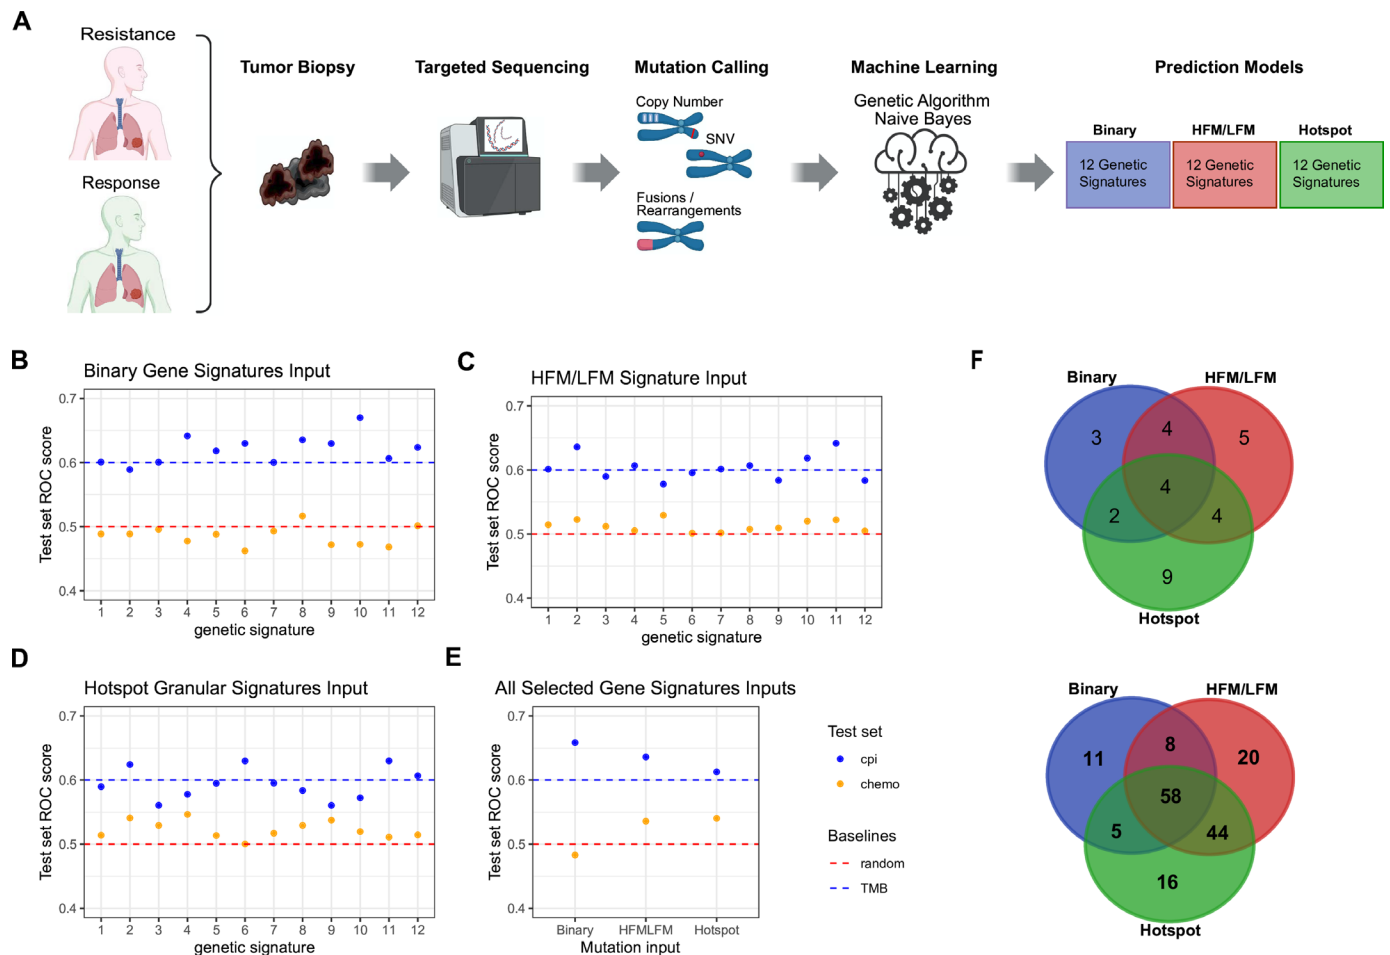 A
Resistance
Response
Tumor Biopsy
Targeted Sequencing
Mutation Calling
Copy Number
SNV
Fusions /
Rearrangements
Machine Learning
Genetic Algorithm
Naive Bayes
Prediction Models
Binary
HFM/LFM
Hotspot
12 Genetic
Signatures
12 Genetic
Signatures
12 Genetic
Signatures
B
Binary Gene Signatures Input
Test set ROC score
0.7
0.6
0.5
0.4
1 2 3 4 5 6 7 8 9 10 11 12
genetic signature
C
HFM/LFM Signature Input
Test set ROC score
0.7
0.6
0.5
0.4
1 2 3 4 5 6 7 8 9 10 11 12
genetic signature
D
Hotspot Granular Signatures Input
Test set ROC score
0.7
0.6
0.5
0.4
1 2 3 4 5 6 7 8 9 10 11 12
genetic signature
E
All Selected Gene Signatures Inputs
Test set ROC score
0.7
0.6
0.5
0.4
Binary HFMLFM Hotspot
Mutation input
Test set
cpi
chemo
Baselines
random
TMB
F
Binary
HFM/LFM
3
4
5
4
2
4
9
Hotspot
Binary
HFM/LFM
11
8
20
58
5
44
16
Hotspot